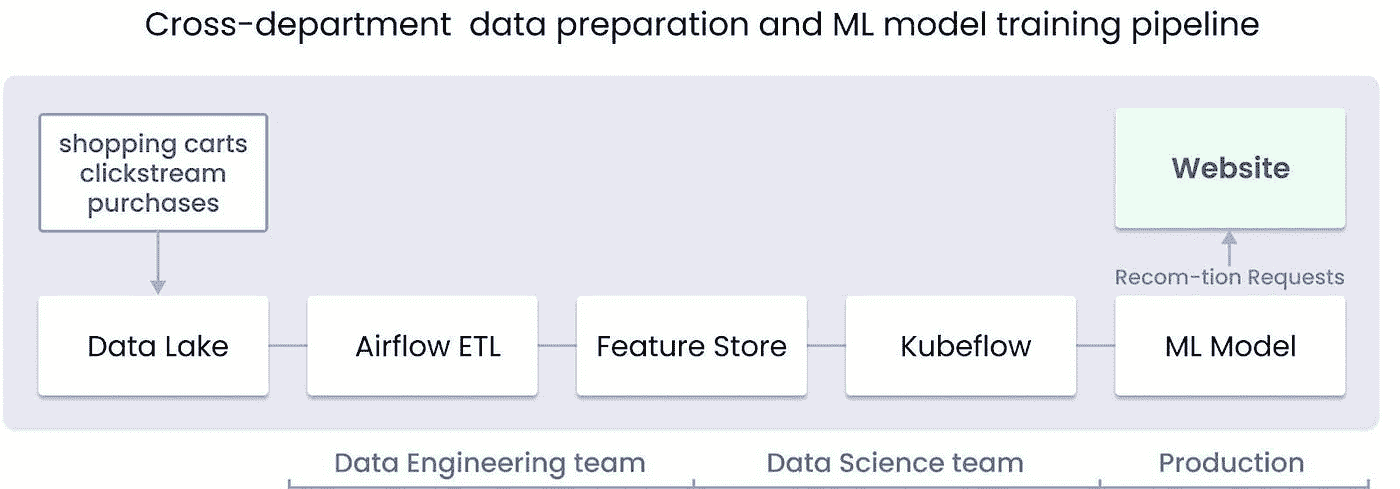 Cross-department data preparation and ML model training pipeline
shopping carts
clickstream
purchases
Website
Recom-tion Requests
Data Lake
Airflow ETL
Feature Store
Kubeflow
ML Model
Data Engineering team
Data Science team
Production